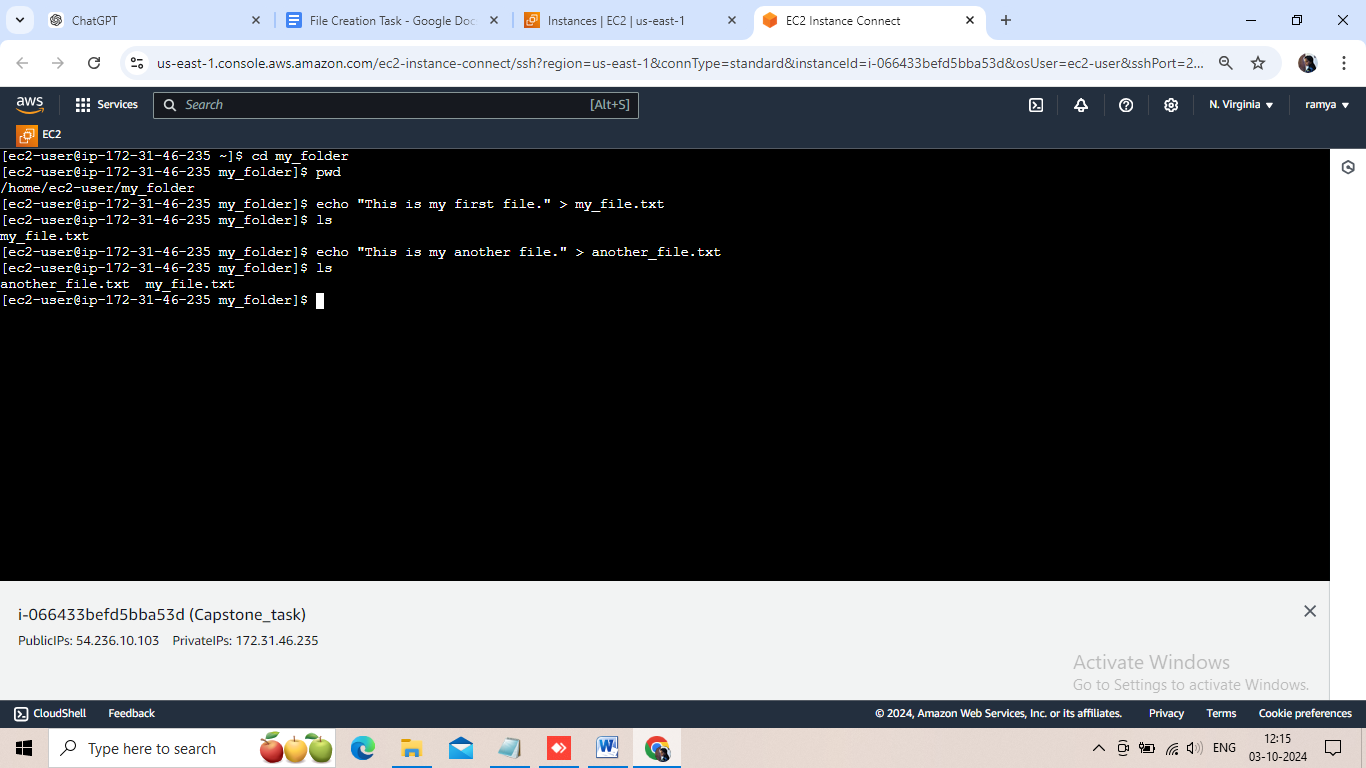 ChatGPT
File Creation Task - Google Doc
Instances | EC2 | us-east-1
EC2 Instance Connect
us-east-1.console.aws.amazon.com/ec2-instance-connect/ssh?region=us-east-1&connType=standard&instanceId=i-066433befd5bba53d&osUser=ec2-user&sshPort=2...
aws
Services
Search
[Alt+S]
N. Virginia
ramya
EC2
[ec2-user@ip-172-31-46-235 ~]$ cd my_folder
[ec2-user@ip-172-31-46-235 my_folder]$ pwd
/home/ec2-user/my_folder
[ec2-user@ip-172-31-46-235 my_folder]$ echo "This is my first file." > my_file.txt
[ec2-user@ip-172-31-46-235 my_folder]$ ls
my_file.txt
[ec2-user@ip-172-31-46-235 my_folder]$ echo "This is my another file." > another_file.txt
[ec2-user@ip-172-31-46-235 my_folder]$ ls
another_file.txt  my_file.txt
[ec2-user@ip-172-31-46-235 my_folder]$
i-066433befd5bba53d (Capstone_task)
PublicIPs: 54.236.10.103    PrivateIPs: 172.31.46.235
Activate Windows
Go to Settings to activate Windows.
CloudShell
Feedback
© 2024, Amazon Web Services, Inc. or its affiliates.
Privacy
Terms
Cookie preferences
Type here to search
ENG
12:15
03-10-2024